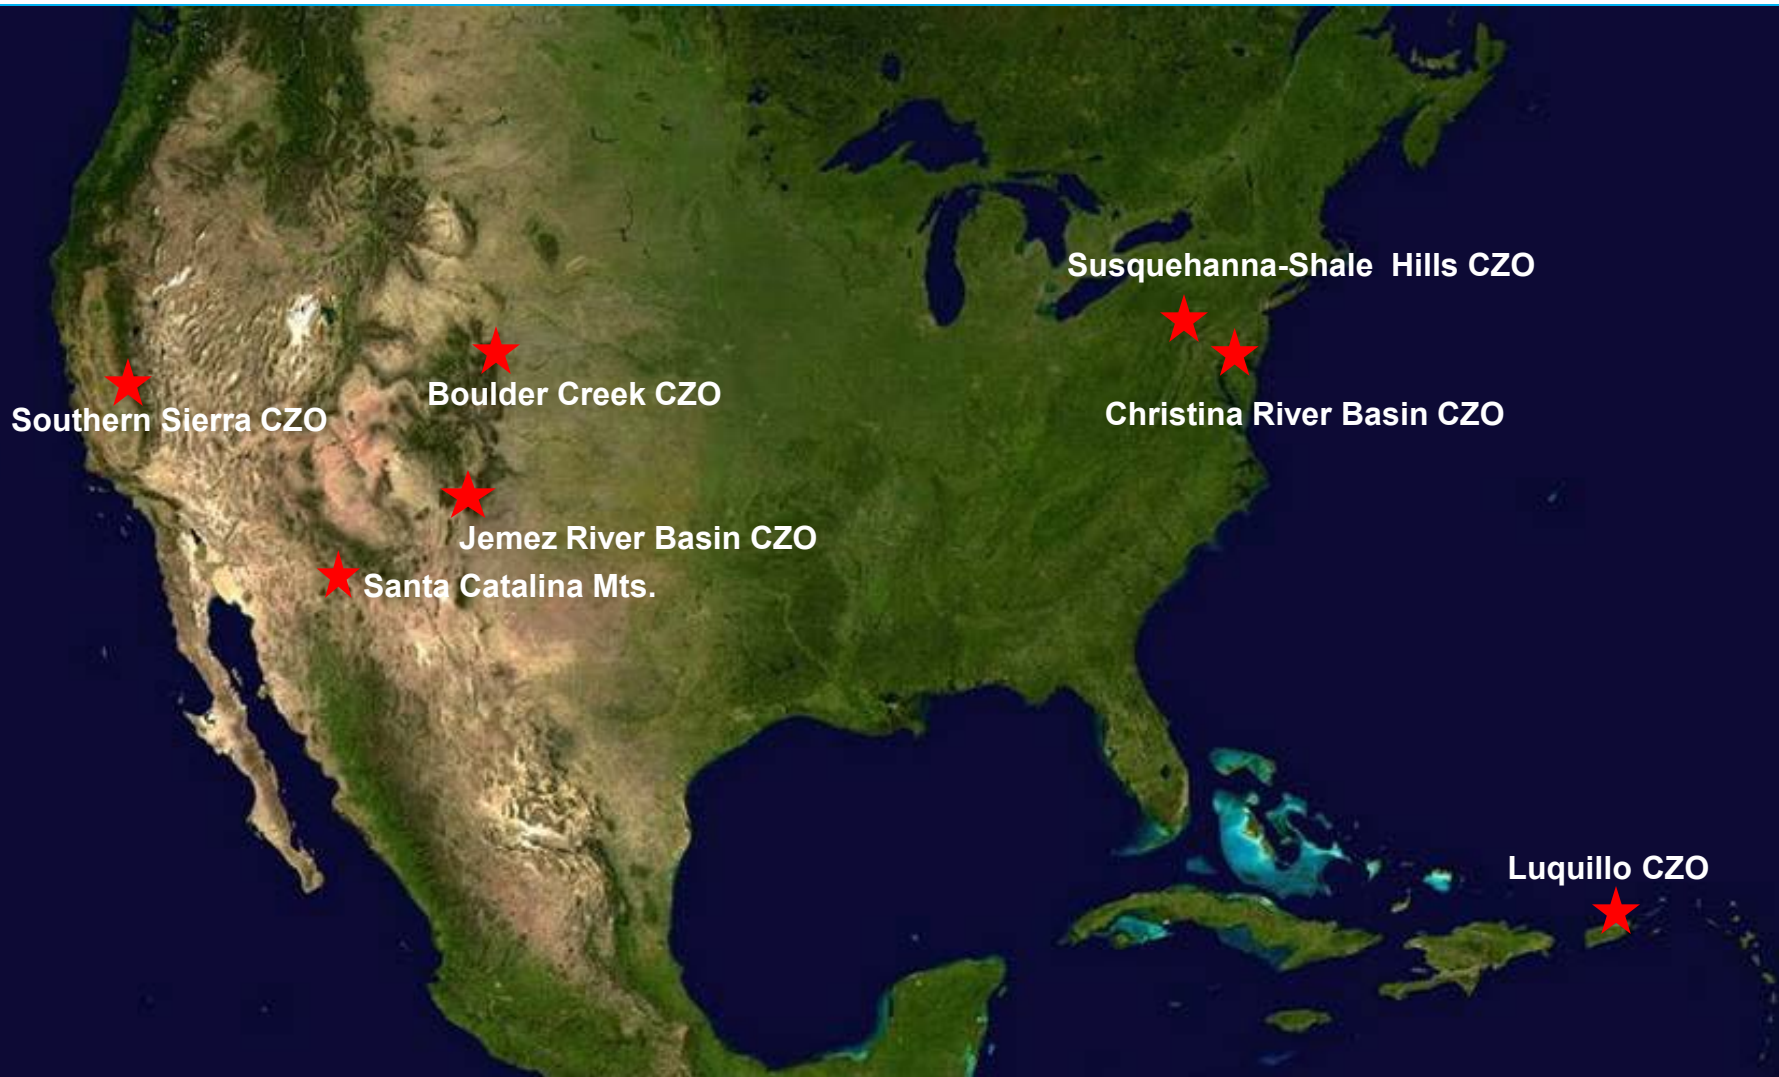 Susquehanna-Shale Hills CZO
Boulder Creek CZO
Christina River Basin CZO
Southern Sierra CZO
Jemez River Basin CZO
Santa Catalina Mts.
Luquillo CZO